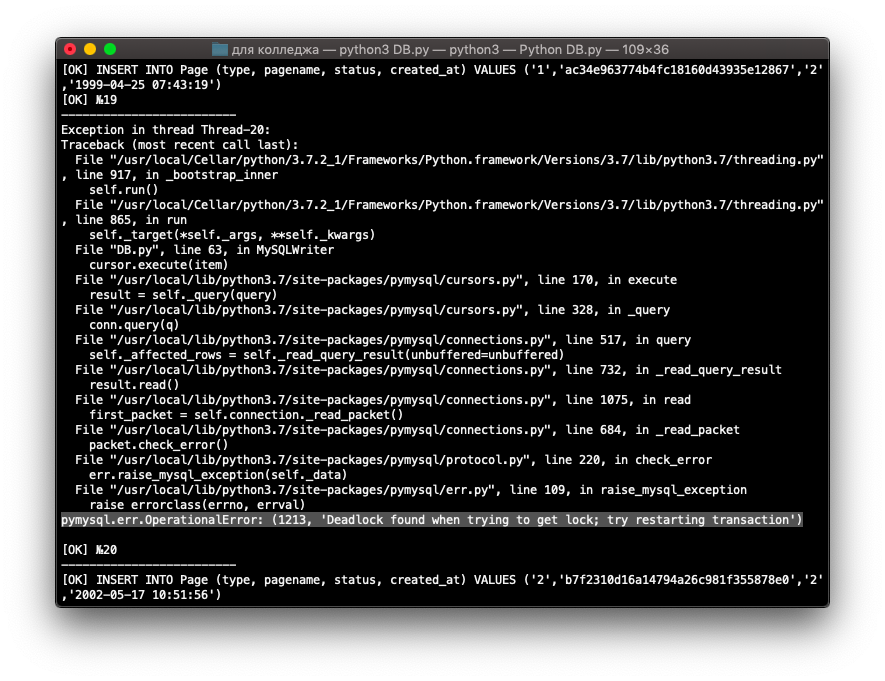 для колледжа — python3 DB.py — python3 — Python DB.py — 109×36
[OK] INSERT INTO Page (type, pagename, status, created_at) VALUES ('1','ac34e963774b4fc18160d43935e12867','2'
,'1999-04-25 07:43:19')
[OK] №19
—————————————————————————
Exception in thread Thread-20:
Traceback (most recent call last):
  File "/usr/local/Cellar/python/3.7.2_1/Frameworks/Python.framework/Versions/3.7/lib/python3.7/threading.py"
, line 917, in _bootstrap_inner
    self.run()
  File "/usr/local/Cellar/python/3.7.2_1/Frameworks/Python.framework/Versions/3.7/lib/python3.7/threading.py"
, line 865, in run
    self._target(*self._args, **self._kwargs)
  File "DB.py", line 63, in MySQLWriter
    cursor.execute(item)
  File "/usr/local/lib/python3.7/site-packages/pymysql/cursors.py", line 170, in execute
    result = self._query(query)
  File "/usr/local/lib/python3.7/site-packages/pymysql/cursors.py", line 328, in _query
    conn.query(q)
  File "/usr/local/lib/python3.7/site-packages/pymysql/connections.py", line 517, in query
    self._affected_rows = self._read_query_result(unbuffered=unbuffered)
  File "/usr/local/lib/python3.7/site-packages/pymysql/connections.py", line 732, in _read_query_result
    result.read()
  File "/usr/local/lib/python3.7/site-packages/pymysql/connections.py", line 1075, in read
    first_packet = self.connection._read_packet()
  File "/usr/local/lib/python3.7/site-packages/pymysql/connections.py", line 684, in _read_packet
    packet.check_error()
  File "/usr/local/lib/python3.7/site-packages/pymysql/protocol.py", line 220, in check_error
    err.raise_mysql_exception(self._data)
  File "/usr/local/lib/python3.7/site-packages/pymysql/err.py", line 109, in raise_mysql_exception
    raise errorclass(errno, errval)
pymysql.err.OperationalError: (1213, 'Deadlock found when trying to get lock; try restarting transaction')
[OK] №20
—————————————————————————
[OK] INSERT INTO Page (type, pagename, status, created_at) VALUES ('2','b7f2310d16a14794a26c981f355878e0','2'
,'2002-05-17 10:51:56')